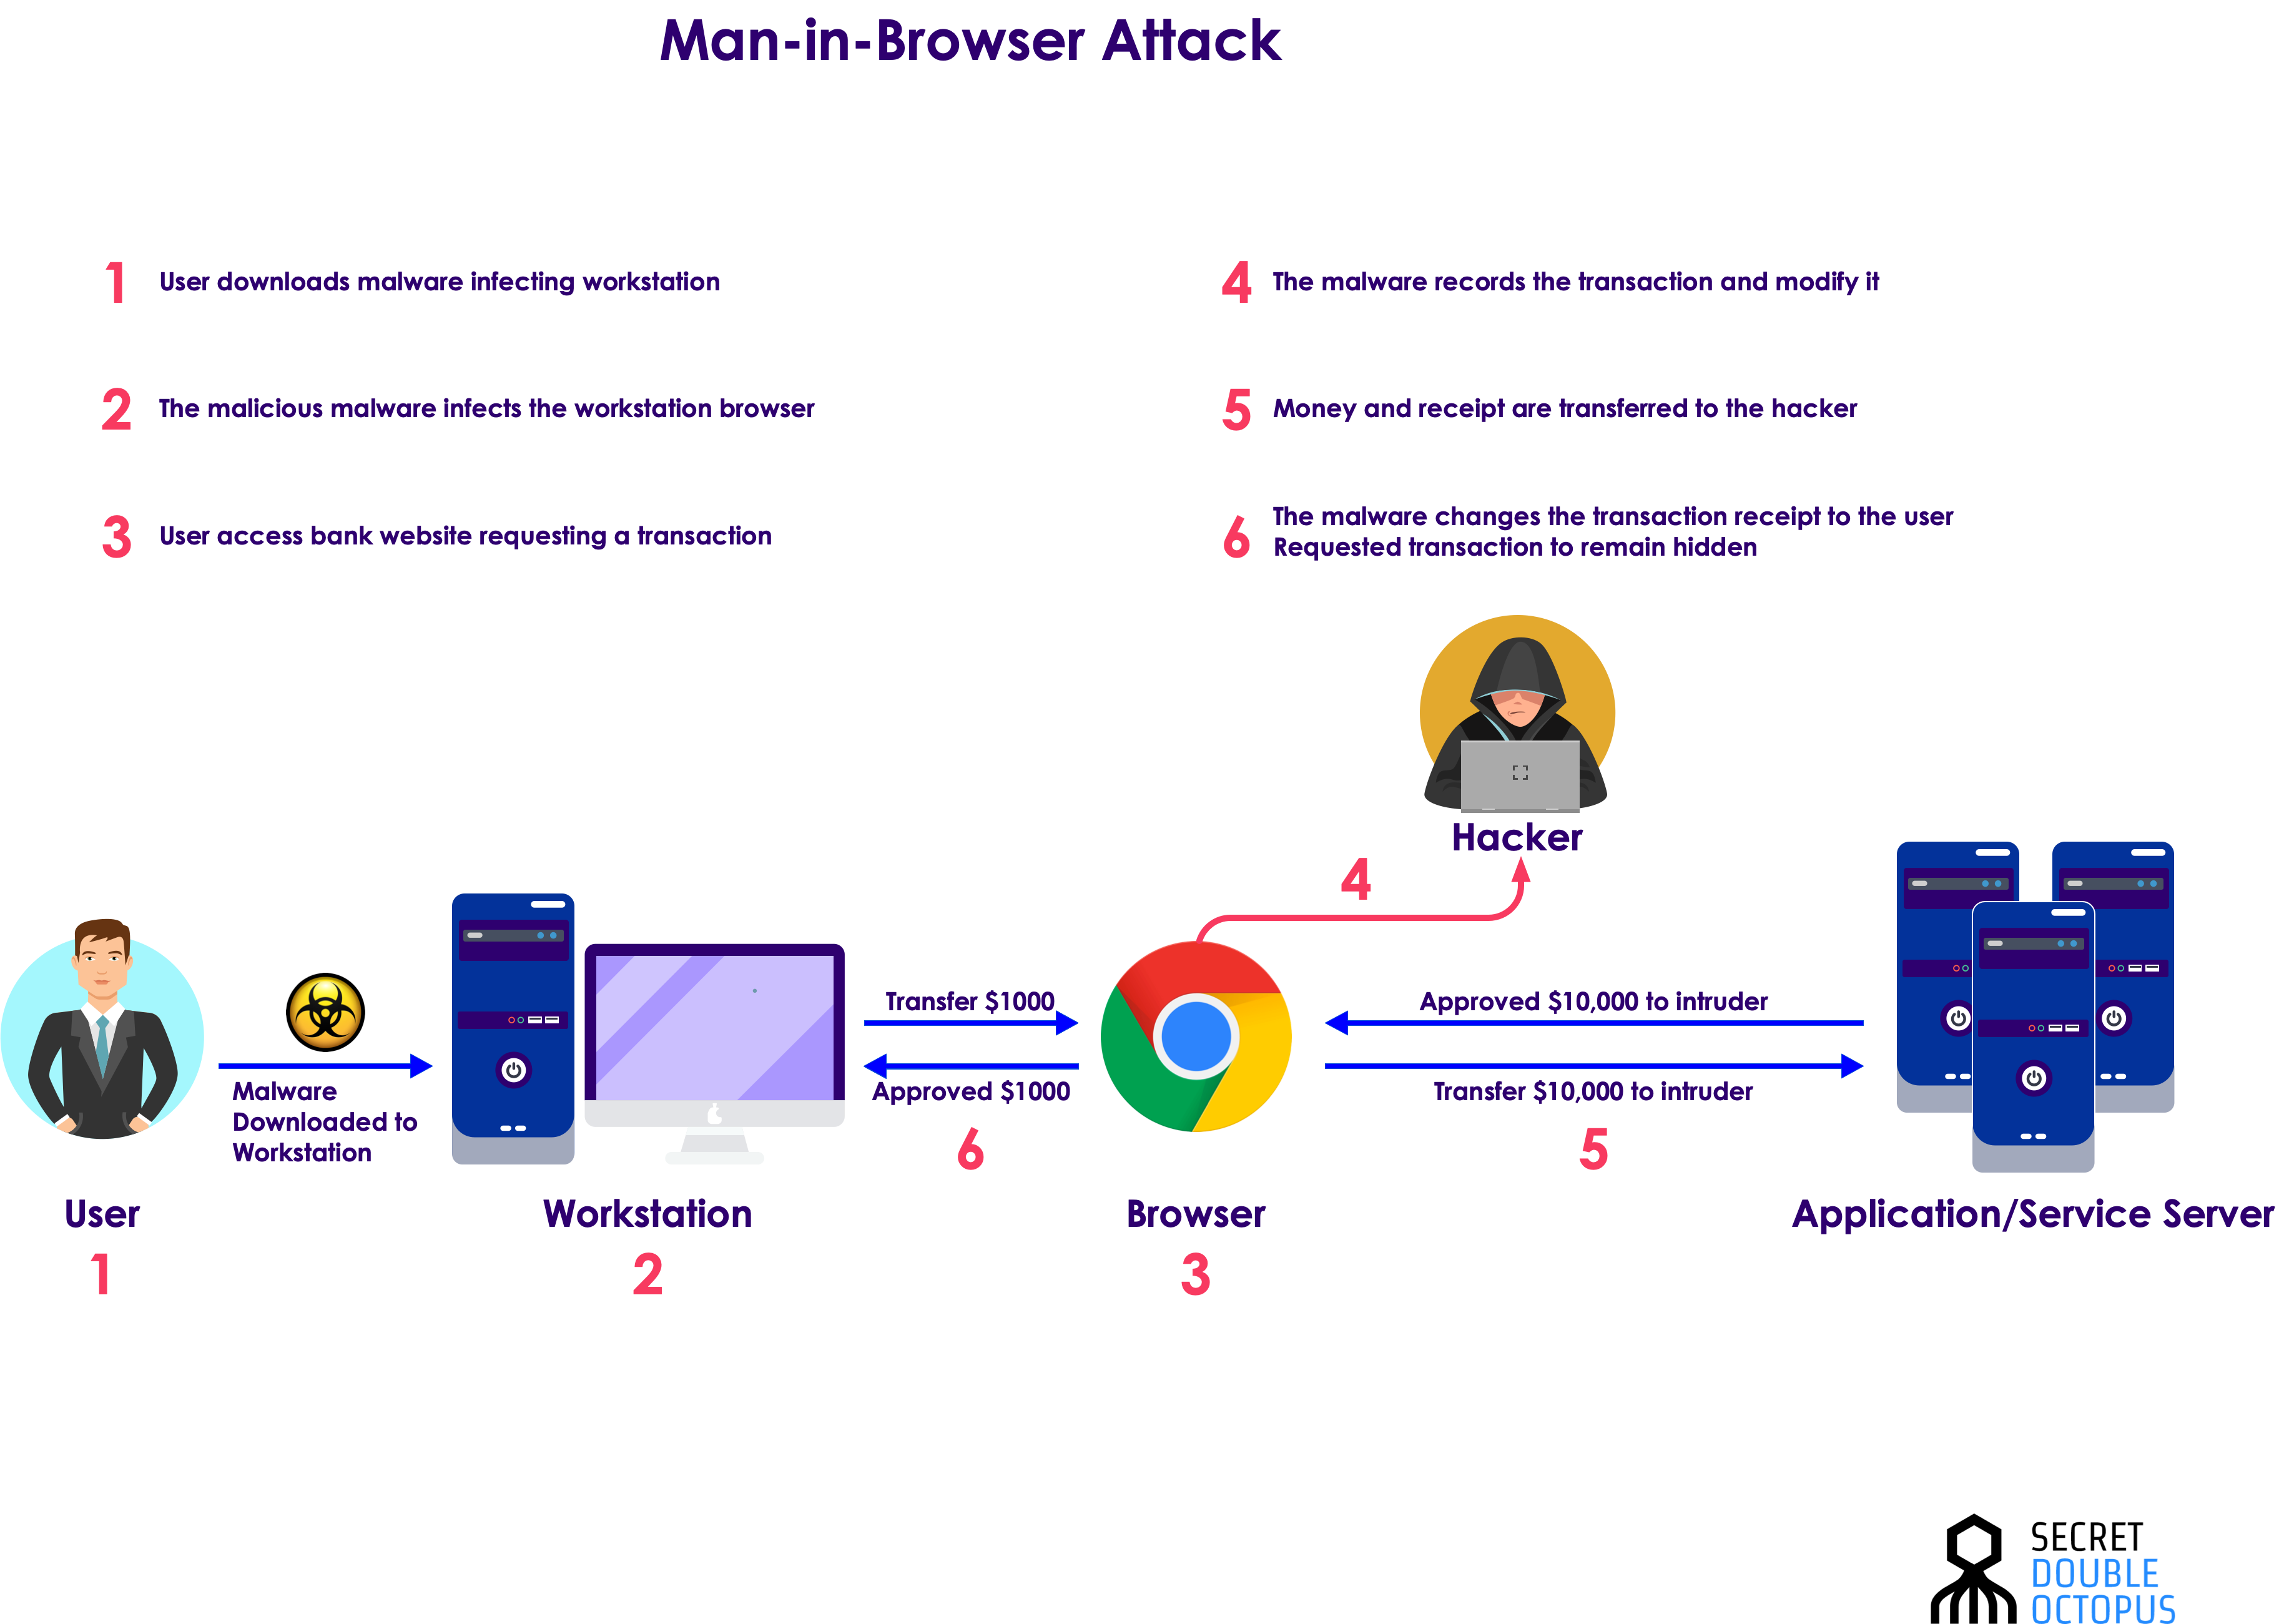 Man-in-Browser Attack
1 User downloads malware infecting workstation
2 The malicious malware infects the workstation browser
3 User access bank website requesting a transaction
4 The malware records the transaction and modify it
5 Money and receipt are transferred to the hacker
6 The malware changes the transaction receipt to the user
Requested transaction to remain hidden
Hacker
4
Malware
Downloaded to
Workstation
Transfer $1000
Approved $1000
6
Approved $10,000 to intruder
Transfer $10,000 to intruder
5
User
1
Workstation
2
Browser
3
Application/Service Server
SECRET
DOUBLE
OCTOPUS